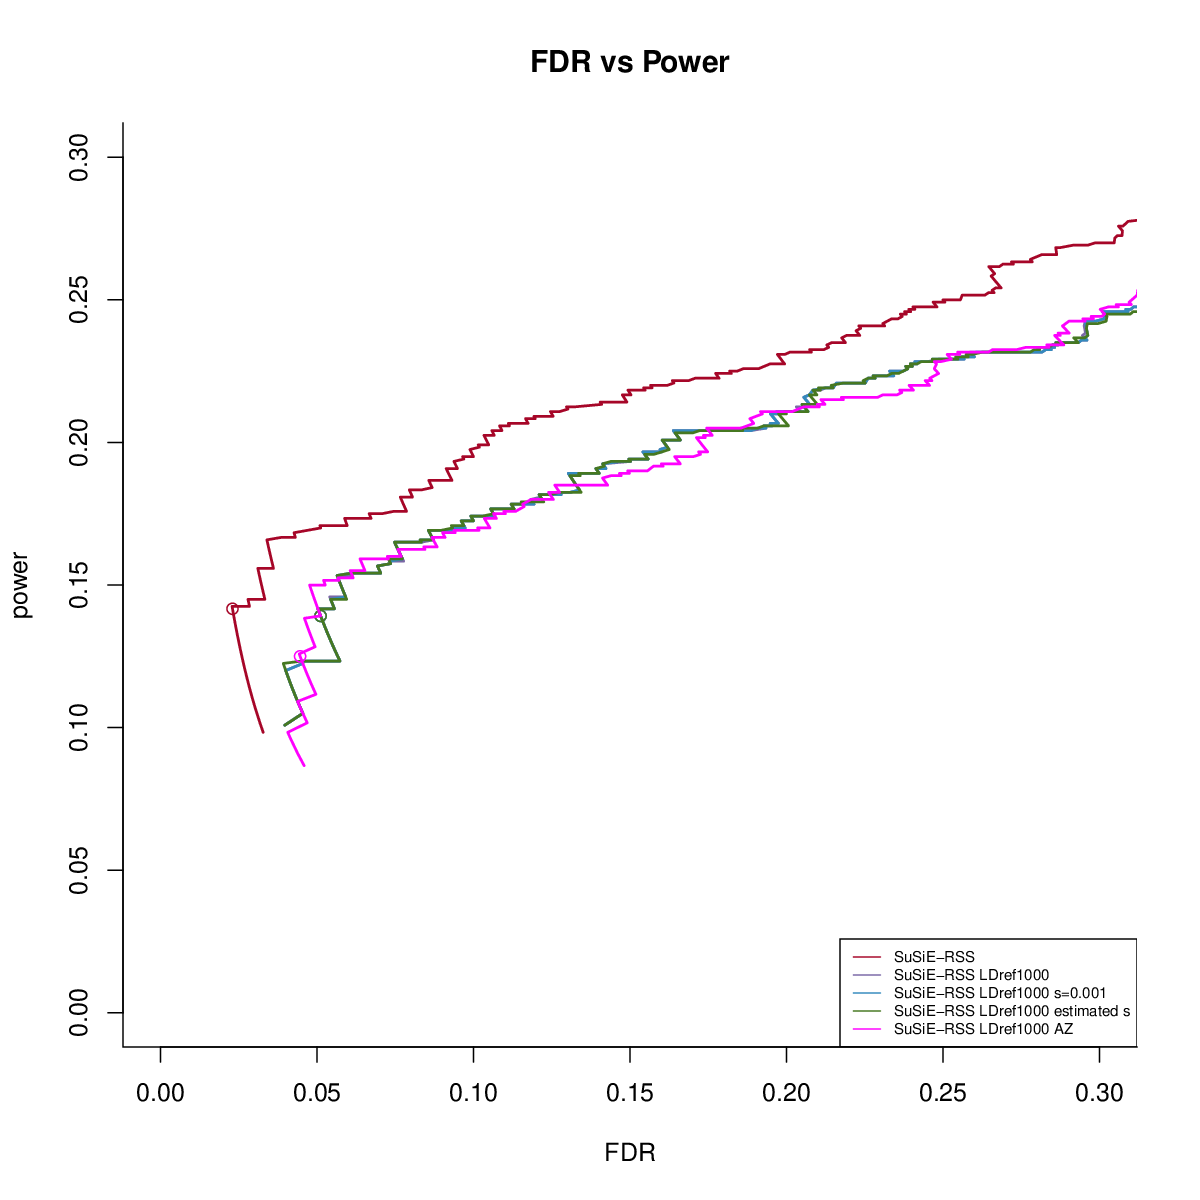 FDR vs Power
power
0.30
0.25
0.20
0.15
0.10
0.05
0.00
SuSiE−RSS
SuSiE−RSS LDref1000
SuSiE−RSS LDref1000 s=0.001
SuSiE−RSS LDref1000 estimated s
SuSiE−RSS LDref1000 AZ
0.00 0.05 0.10 0.15 0.20 0.25 0.30
FDR